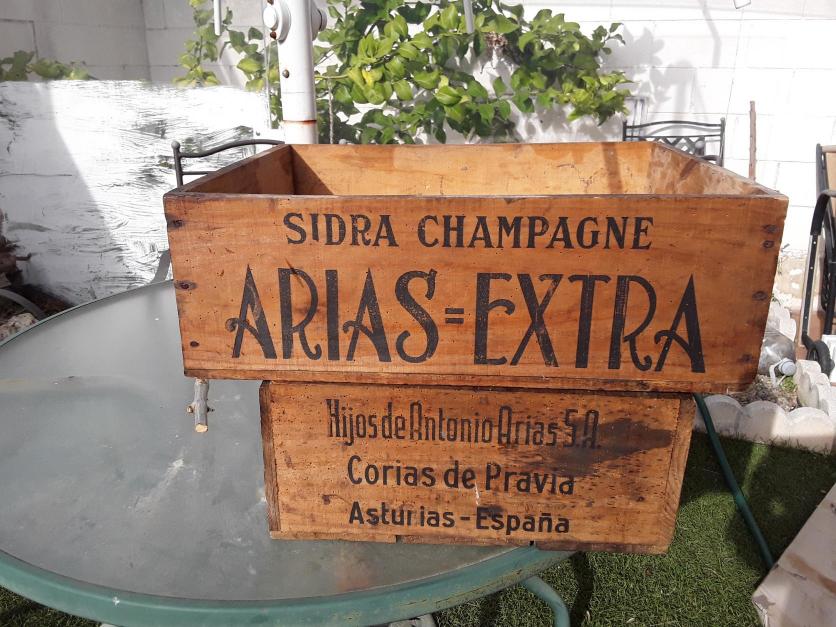 SIDRA CHAMPAGNE
ARIAS=EXTRA
Hijos de Antonio Arias S.A.
Corias de Pravia
Asturias-España